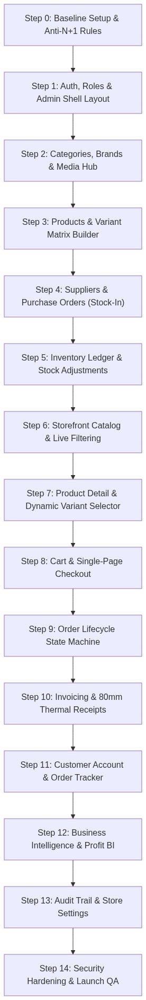 Step 0: Baseline Setup &
Anti-N+1 Rules
Step 1: Auth, Roles &
Admin Shell Layout
Step 2: Categories, Brands
& Media Hub
Step 3: Products & Variant
Matrix Builder
Step 4: Suppliers &
Purchase Orders (Stock-In)
Step 5: Inventory Ledger &
Stock Adjustments
Step 6: Storefront Catalog
& Live Filtering
Step 7: Product Detail &
Dynamic Variant Selector
Step 8: Cart & Single-Page
Checkout
Step 9: Order Lifecycle
State Machine
Step 10: Invoicing & 80mm
Thermal Receipts
Step 11: Customer Account
& Order Tracker
Step 12: Business
Intelligence & Profit BI
Step 13: Audit Trail & Store
Settings
Step 14: Security
Hardening & Launch QA